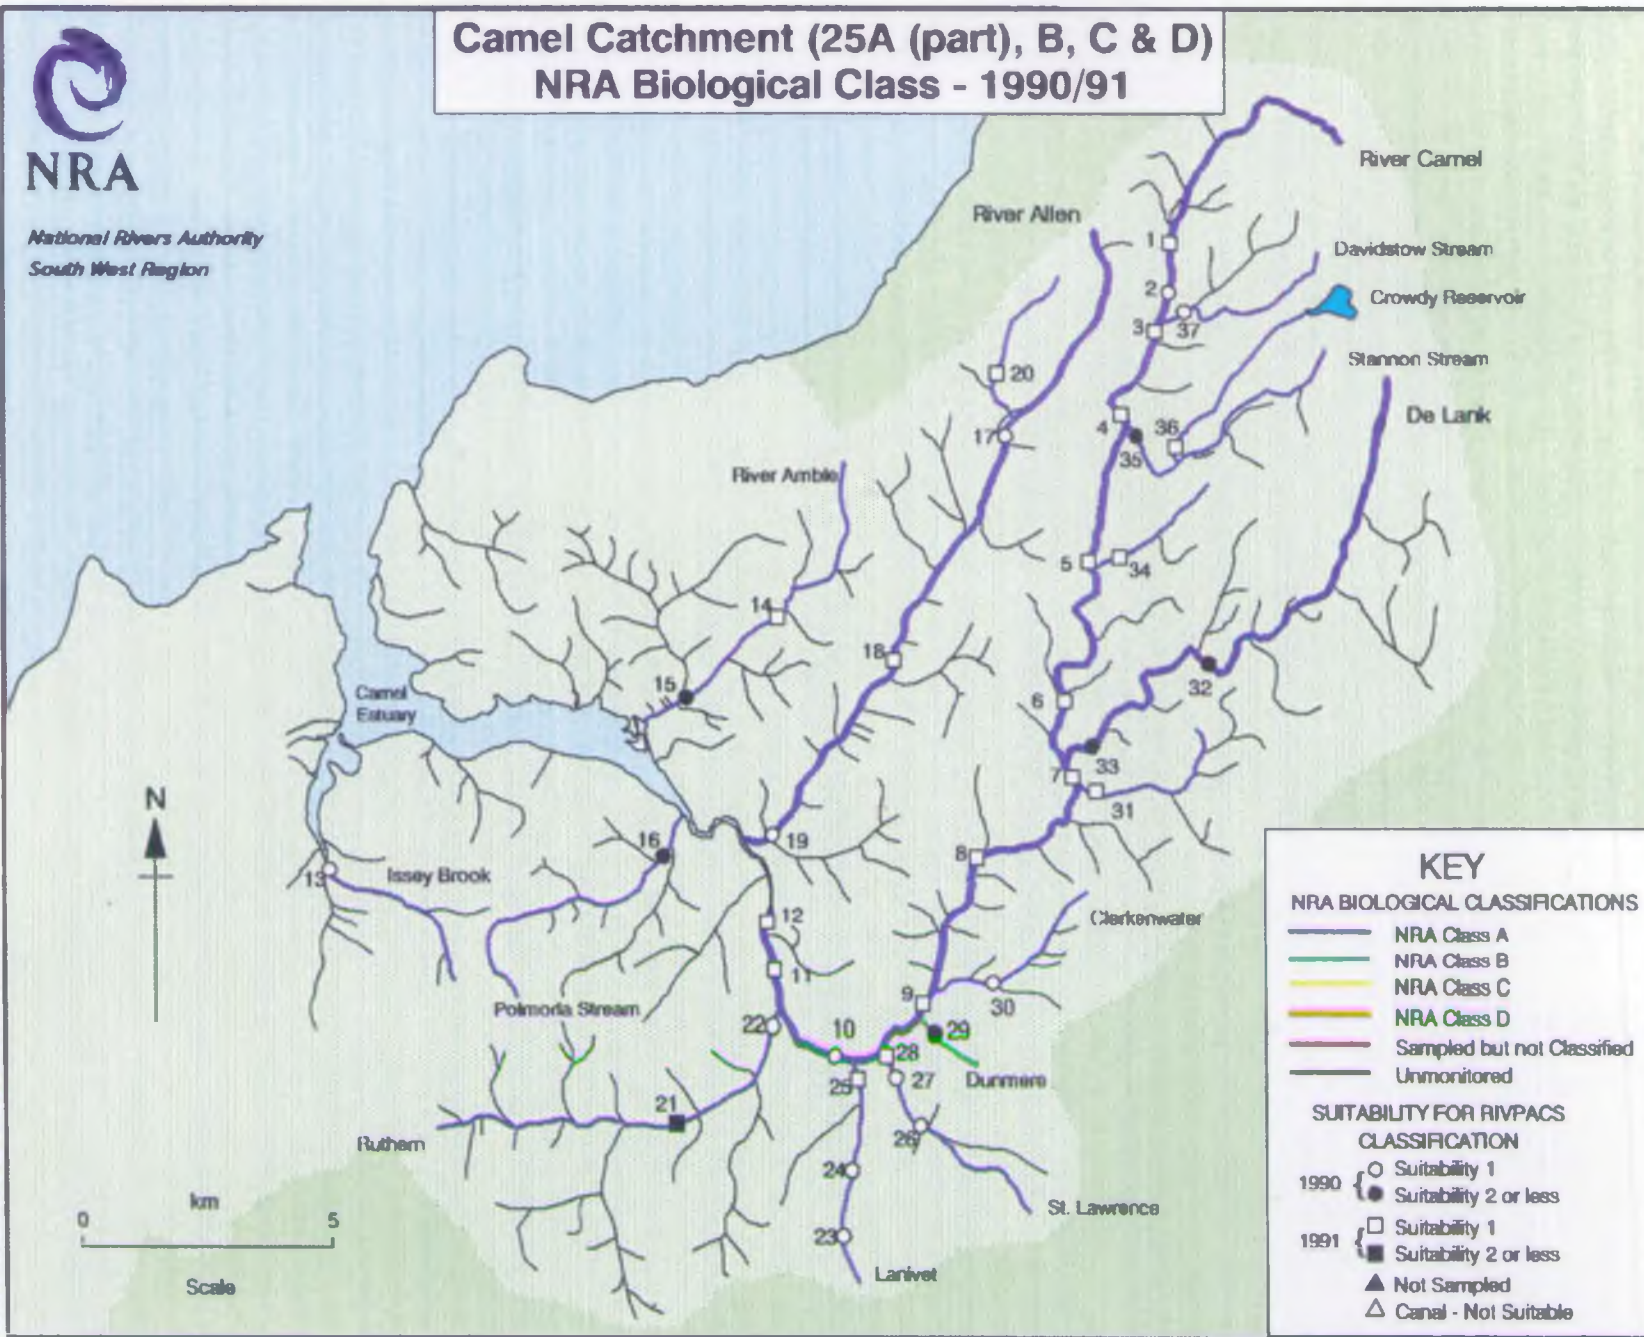 Camel Catchment (25A (part), B, C & D)
NRA Biological Class - 1990/91
NRA
National Rivers Authority
South West Region
River Camel
River Allen
Davidstow Stream
Crowdy Reservoir
Stannon Stream
De Lank
River Amble
1
2
3
37
20
4
17
36
35
5
34
14
18
15
6
32
Camel
Estuary
33
7
31
N
19
16
8
13
Issey Brook
12
Clerkenwater
11
9
30
Polmorla Stream
22
10
29
28
25
27
Dunmere
21
26
Ruthern
24
St. Lawrence
23
Lanivet
km
0
5
Scale
KEY
NRA BIOLOGICAL CLASSIFICATIONS
NRA Class A
NRA Class B
NRA Class C
NRA Class D
Sampled but not Classified
Unmonitored
SUITABILITY FOR RIVPACS
CLASSIFICATION
1990 { Suitability 1
Suitability 2 or less
1991 { Suitability 1
Suitability 2 or less
Not Sampled
Canal - Not Suitable